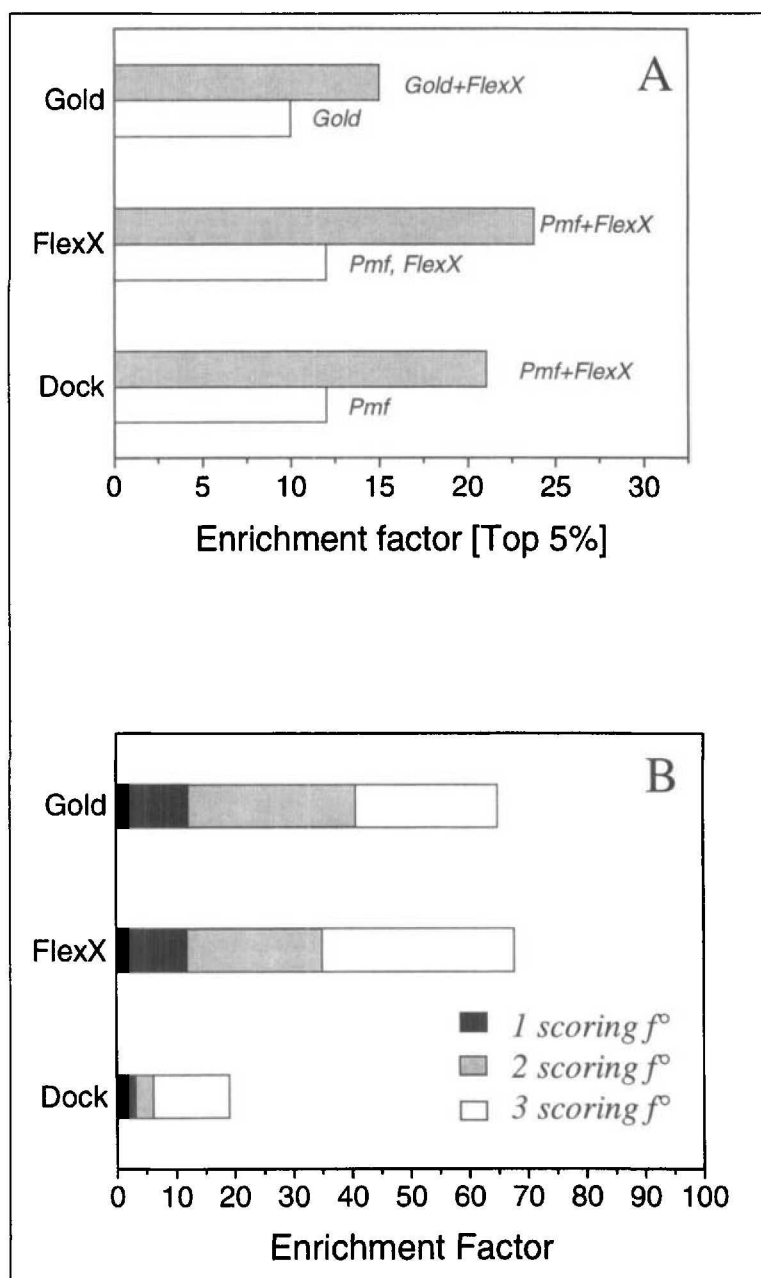 A
Gold
Gold+FlexX
Gold
FlexX
Pmf+FlexX
Pmf, FlexX
Dock
Pmf+FlexX
Pmf
0 5 10 15 20 25 30
Enrichment factor [Top 5%]
B
Gold
FlexX
1 scoring f°
2 scoring f°
Dock
3 scoring f°
0 10 20 30 40 50 60 70 80 90 100
Enrichment Factor